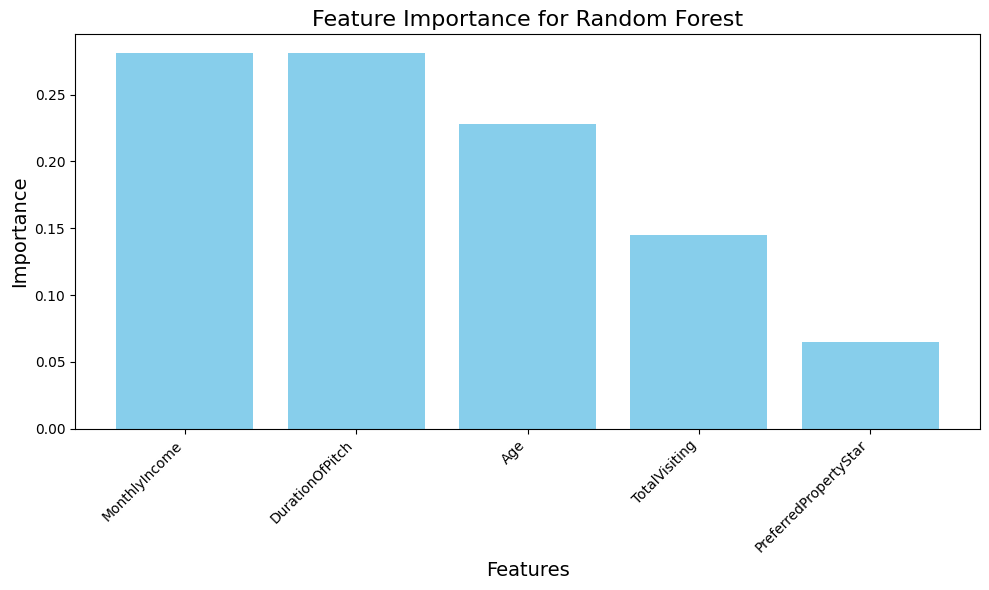 Feature Importance for Random Forest
Importance
0.25
0.20
0.15
0.10
0.05
0.00
MonthlyIncome
DurationOfPitch
Age
TotalVisiting
PreferredPropertyStar
Features